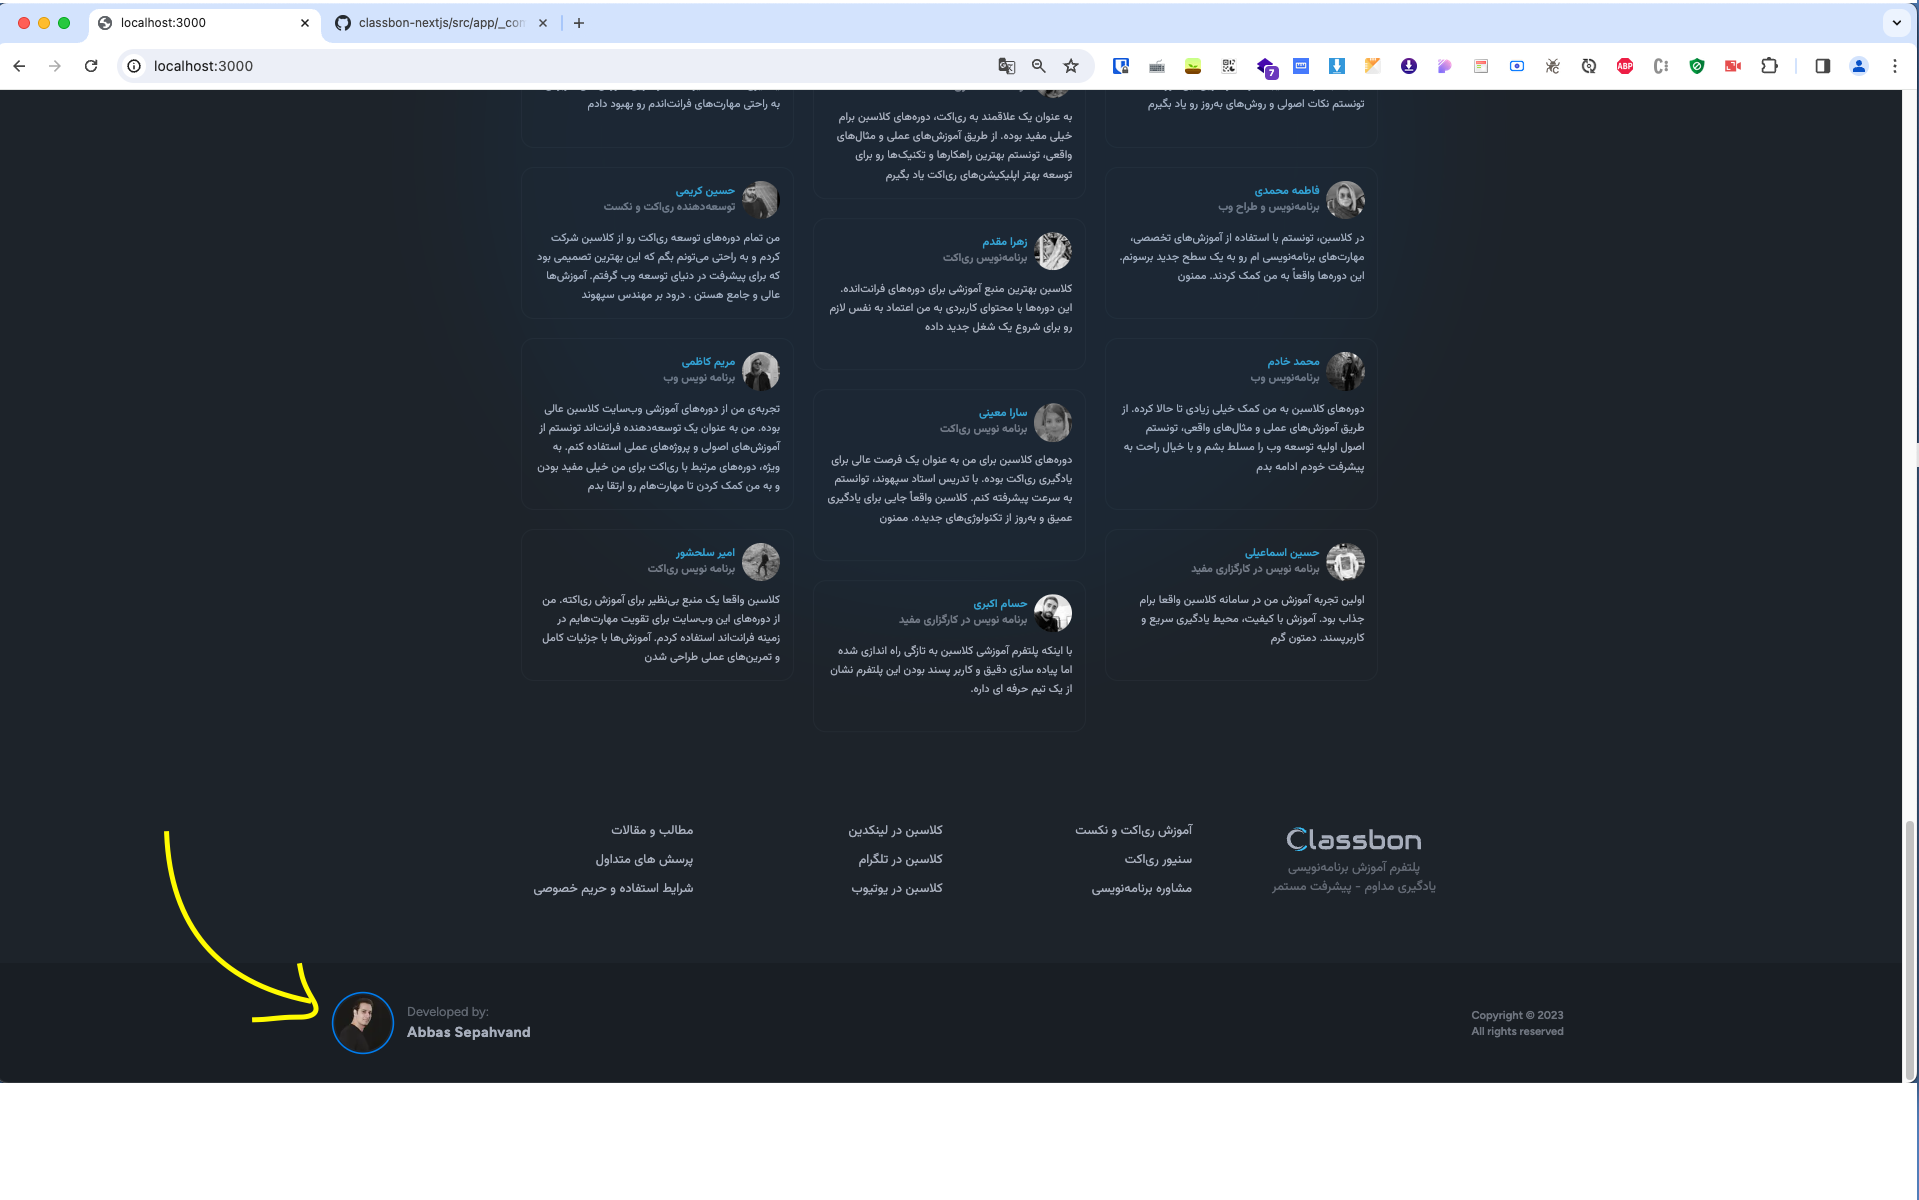 localhost:3000
classbon-nextjs/src/app/_com
localhost:3000
7
ABP
تونستم نکات اصولی و روش‌های به‌روز رو یاد بگیرم
فاطمه محمدی
برنامه‌نویس و طراح وب
در کلاسبن، تونستم با استفاده از آموزش‌های تخصصی،
مهارت‌های برنامه‌نویسی ام رو به یک سطح جدید برسونم.
این دوره‌ها واقعاً به من کمک کردند. ممنون
محمد خادم
برنامه‌نویس وب
دوره‌های کلاسبن به من کمک خیلی زیادی تا حالا کرده. از
طریق آموزش‌های عملی و مثال‌های واقعی، تونستم
اصول اولیه توسعه وب را مسلط بشم و با خیال راحت به
پیشرفت خودم ادامه بدم
حسین اسماعیلی
برنامه نویس در کارگزاری مفید
اولین تجربه آموزش من در سامانه کلاسبن واقعا برام
جذاب بود. آموزش با کیفیت، محیط یادگیری سریع و
کاربرپسند. دمتون گرم
به عنوان یک علاقمند به ری‌اکت، دوره‌های کلاسبن برام
خیلی مفید بوده. از طریق آموزش‌های عملی و مثال‌های
واقعی، تونستم بهترین راهکارها و تکنیک‌ها رو برای
توسعه بهتر اپلیکیشن‌های ری‌اکت یاد بگیرم
زهرا مقدم
برنامه‌نویس ری‌اکت
کلاسبن بهترین منبع آموزشی برای دوره‌های فرانت‌انده.
این دوره‌ها با محتوای کاربردی به من اعتماد به نفس لازم
رو برای شروع یک شغل جدید داده
سارا معینی
برنامه نویس ری‌اکت
دوره‌های کلاسبن برای من به عنوان یک فرصت عالی برای
یادگیری ری‌اکت بوده. با تدریس استاد سپهوند، توانستم
به سرعت پیشرفته کنم. کلاسبن واقعاً جایی برای یادگیری
عمیق و به‌روز از تکنولوژی‌های جدیده. ممنون
حسام اکبری
برنامه نویس در کارگزاری مفید
با اینکه پلتفرم آموزشی کلاسبن به تازگی راه اندازی شده
اما پیاده سازی دقیق و کاربر پسند بودن این پلتفرم نشان
از یک تیم حرفه ای داره.
به راحتی مهارت‌های فرانت‌اندم رو بهبود دادم
حسین کریمی
توسعه‌دهنده ری‌اکت و نکست
من تمام دوره‌های توسعه ری‌اکت رو از کلاسبن شرکت
کردم و به راحتی می‌تونم بگم که این بهترین تصمیمی بود
که برای پیشرفت در دنیای توسعه وب گرفتم. آموزش‌ها
عالی و جامع هستن . درود بر مهندس سپهوند
مریم کاظمی
برنامه نویس وب
تجربه‌ی من از دوره‌های آموزشی وب‌سایت کلاسبن عالی
بوده. من به عنوان یک توسعه‌دهنده فرانت‌اند تونستم از
آموزش‌های اصولی و پروژه‌های عملی استفاده کنم. به
ویژه، دوره‌های مرتبط با ری‌اکت برای من خیلی مفید بودن
و به من کمک کردن تا مهارت‌هام رو ارتقا بدم
امیر سلحشور
برنامه نویس ری‌اکت
کلاسبن واقعا یک منبع بی‌نظیر برای آموزش ری‌اکته. من
از دوره‌های این وب‌سایت برای تقویت مهارت‌هایم در
زمینه فرانت‌اند استفاده کردم. آموزش‌ها با جزئیات کامل
و تمرین‌های عملی طراحی شدن
Classbon
پلتفرم آموزش برنامه‌نویسی
یادگیری مداوم - پیشرفت مستمر
آموزش ری‌اکت و نکست
سنیور ری‌اکت
مشاوره برنامه‌نویسی
کلاسبن در لینکدین
کلاسبن در تلگرام
کلاسبن در یوتیوب
مطالب و مقالات
پرسش های متداول
شرایط استفاده و حریم خصوصی
Developed by:
Abbas Sepahvand
Copyright © 2023
All rights reserved